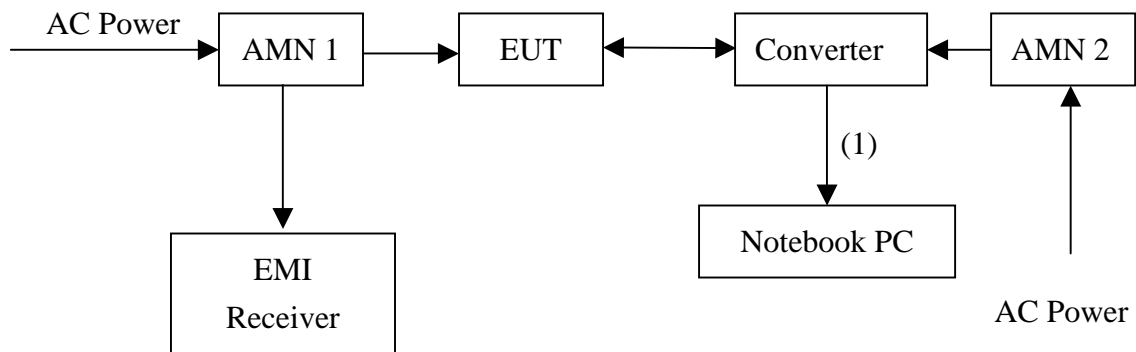 AC Power
AMN 1
EUT
Converter
AMN 2
(1)
Notebook PC
EMI
Receiver
AC Power